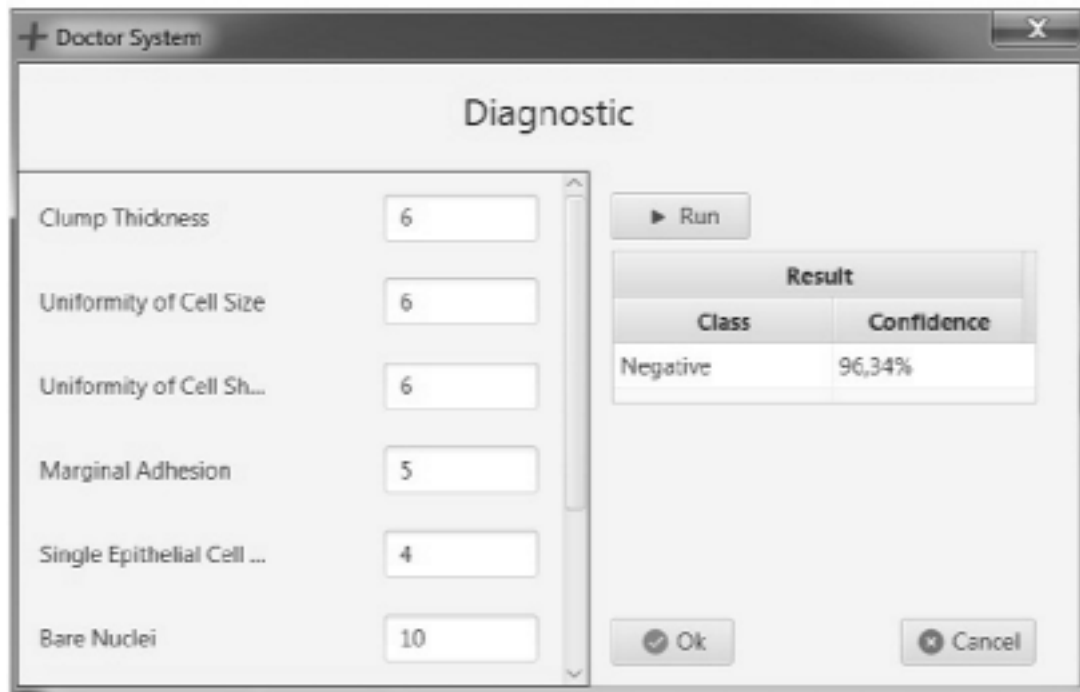 Doctor System
Diagnostic
Clump Thickness 6
Uniformity of Cell Size 6
Uniformity of Cell Sh... 6
Marginal Adhesion 5
Single Epithelial Cell ... 4
Bare Nuclei 10
Run
Result
Class Confidence
Negative 96,34%
Ok Cancel